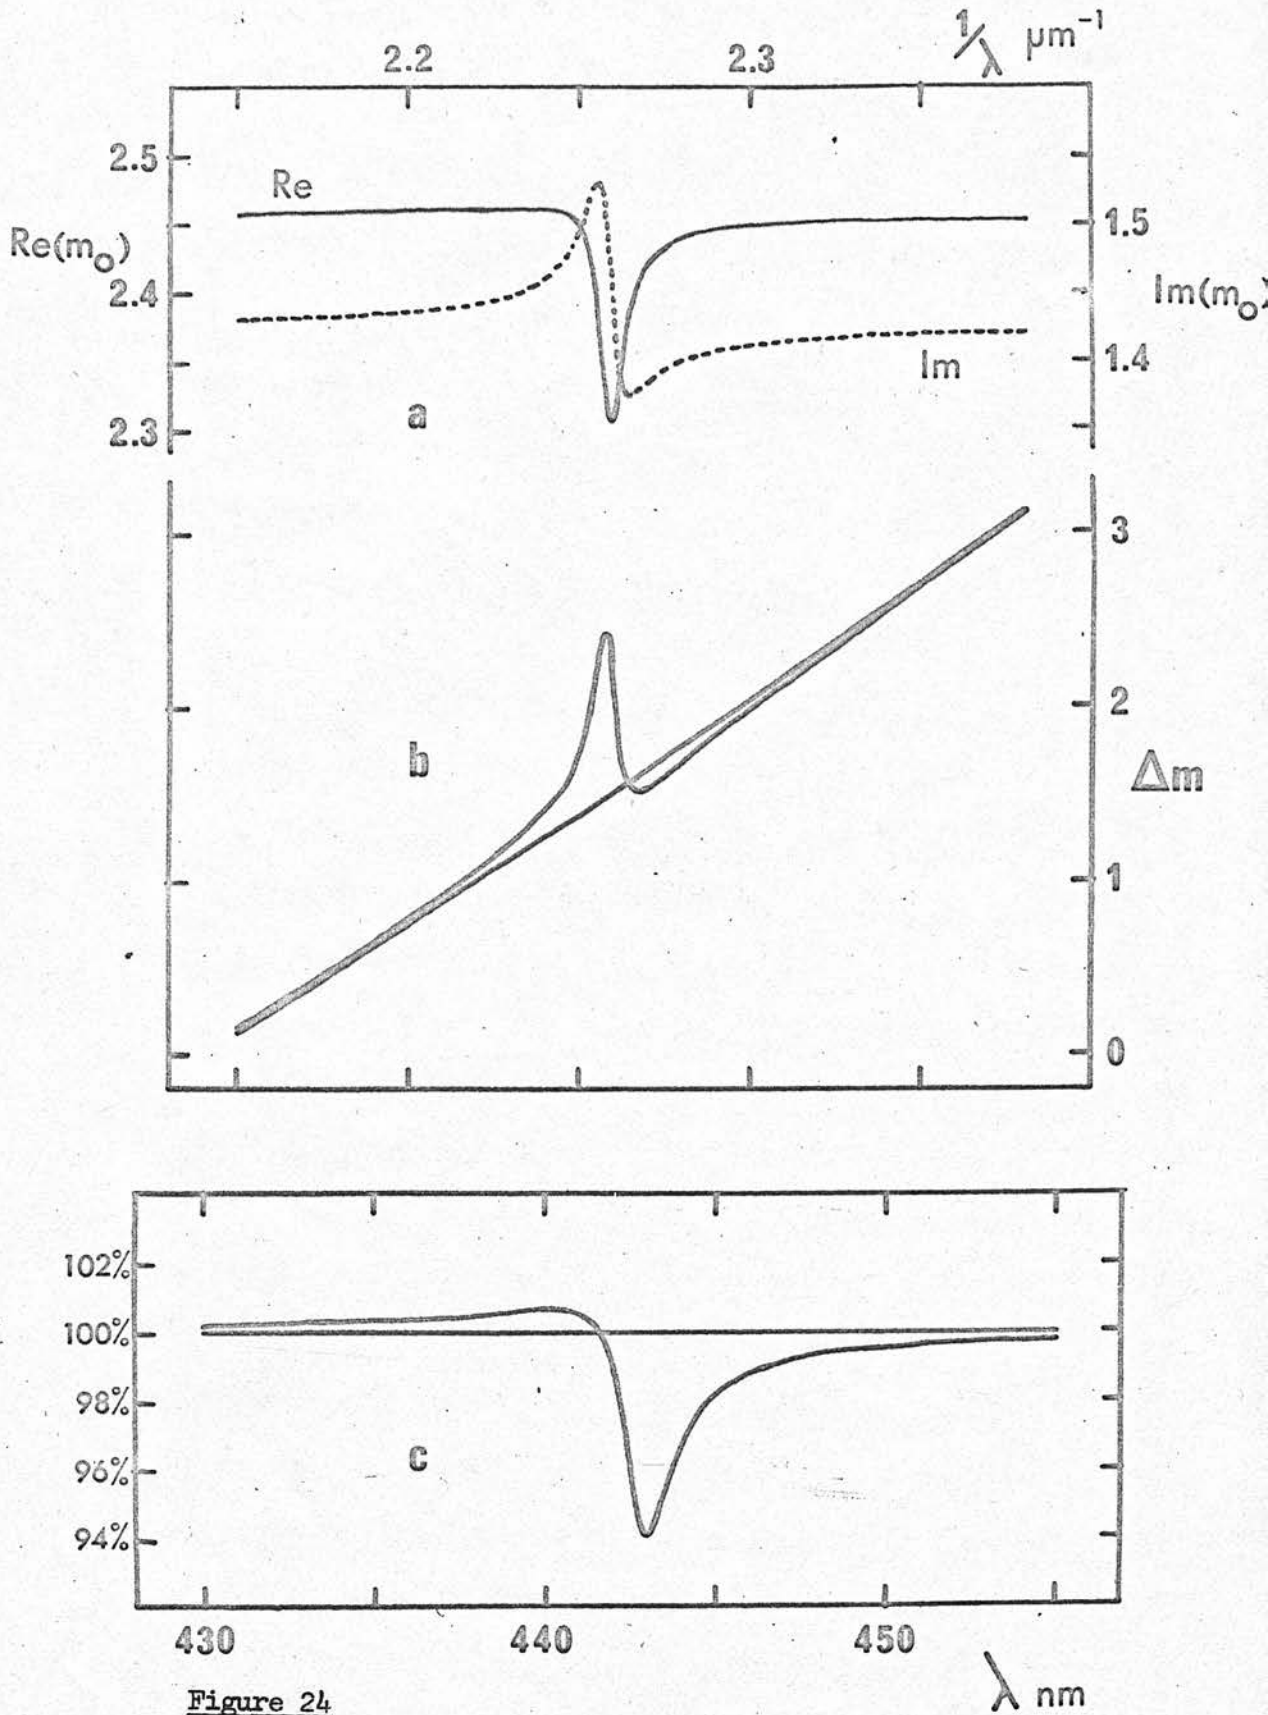 2.2 2.3 1/λ μm⁻¹
2.5
Re
Re(mₒ)
1.5
2.4
Im(mₒ)
Im
1.4
a
2.3
3
2
b
Δm
1
0
102%
100%
98%
c
96%
94%
430 440 450
λ nm
Figure 24